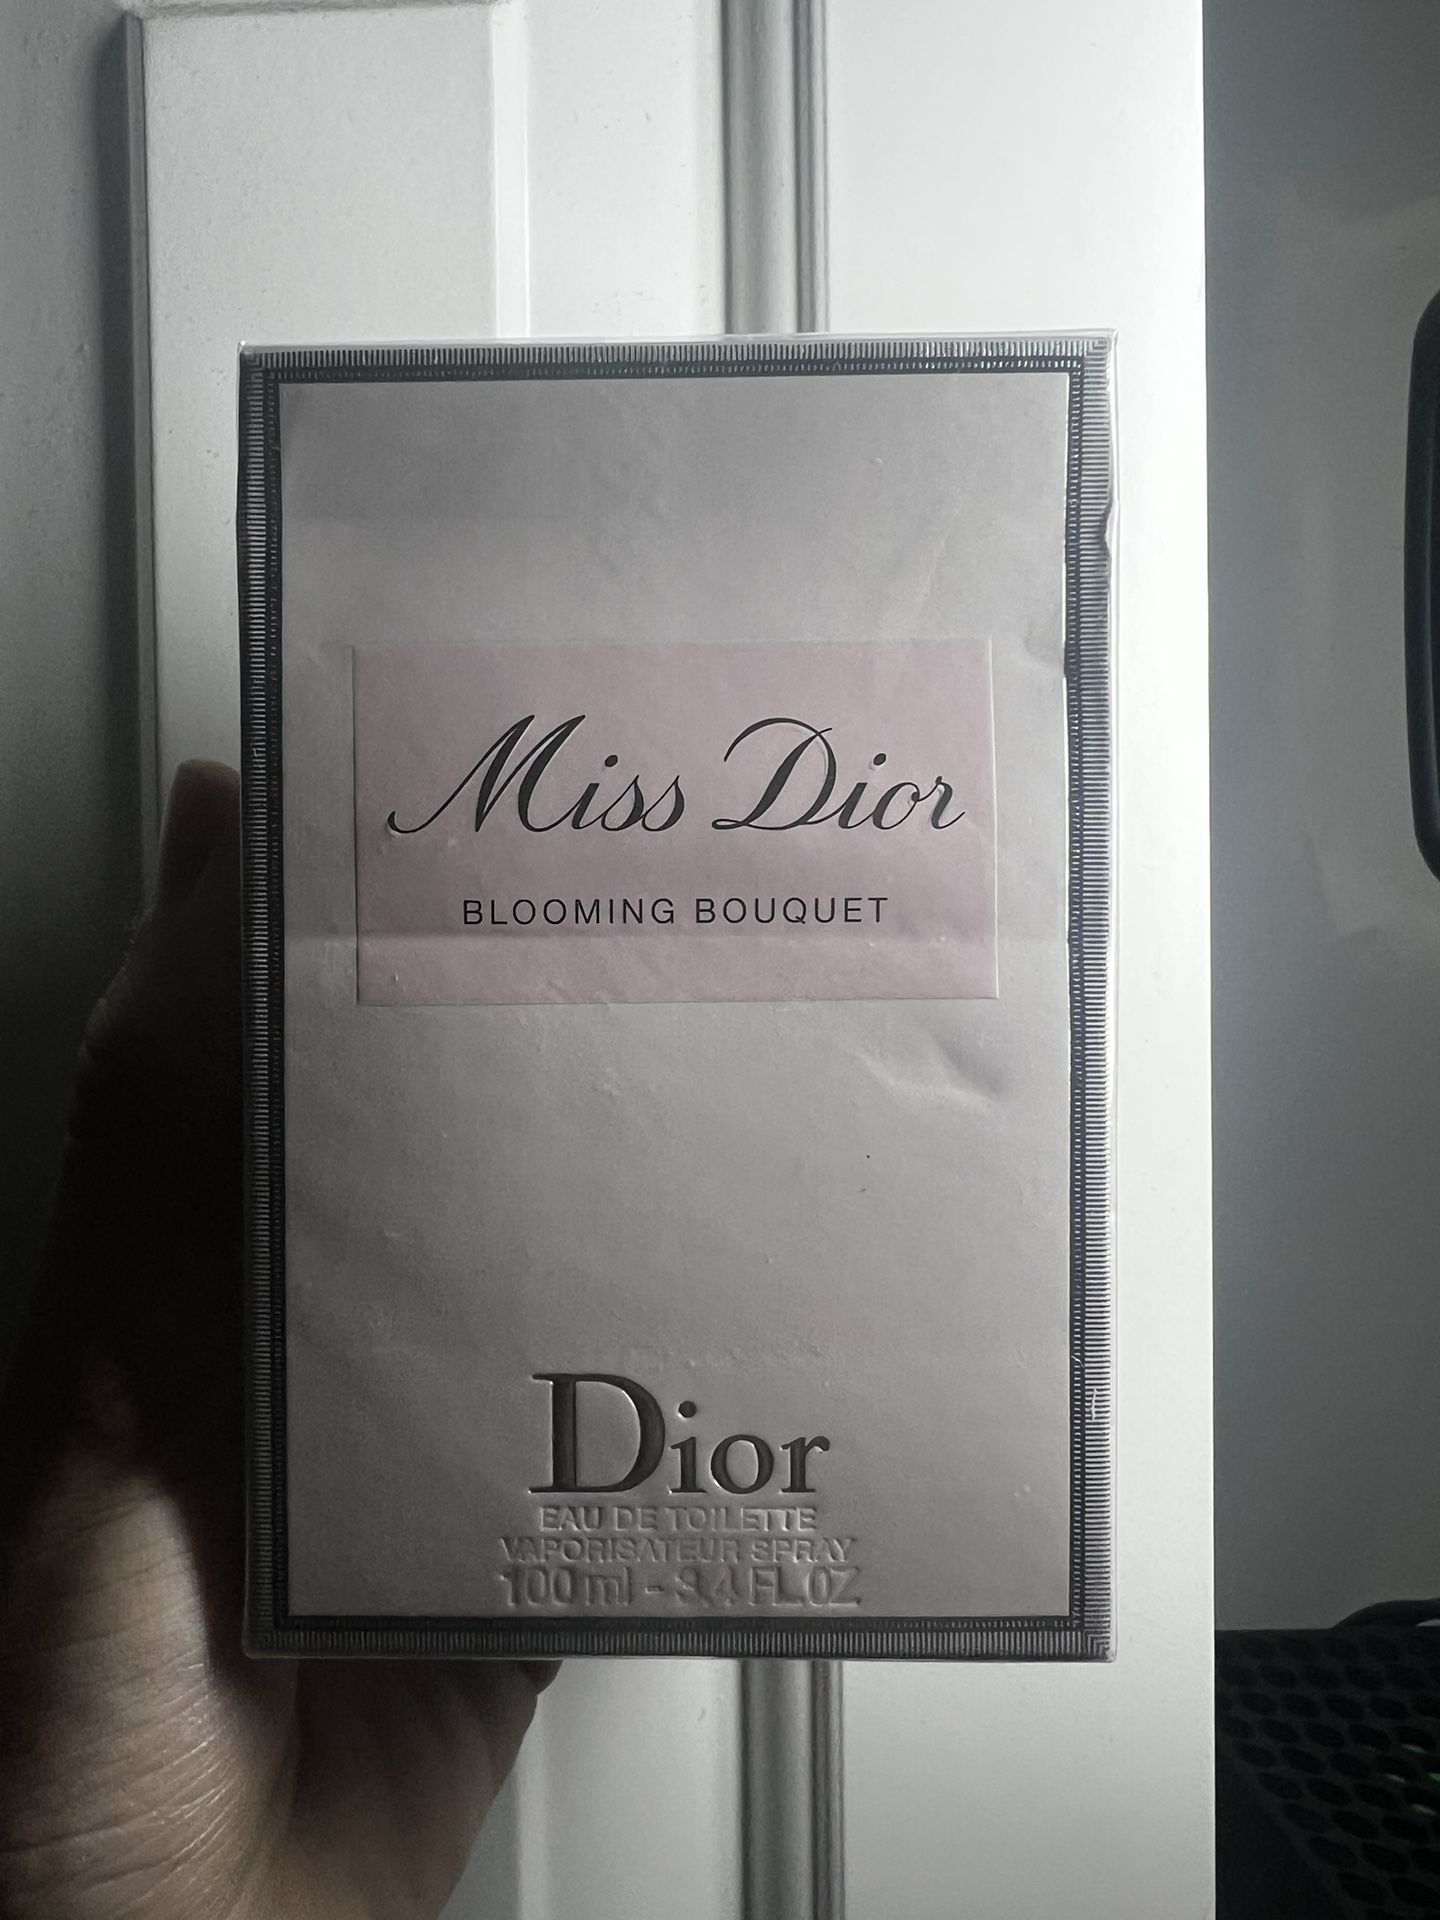 Miss Dior
BLOOMING BOUQUET
Dior
EAU DE TOILETTE
VAPORISATEUR SPRAY
100 ml - 3.4 FL.OZ